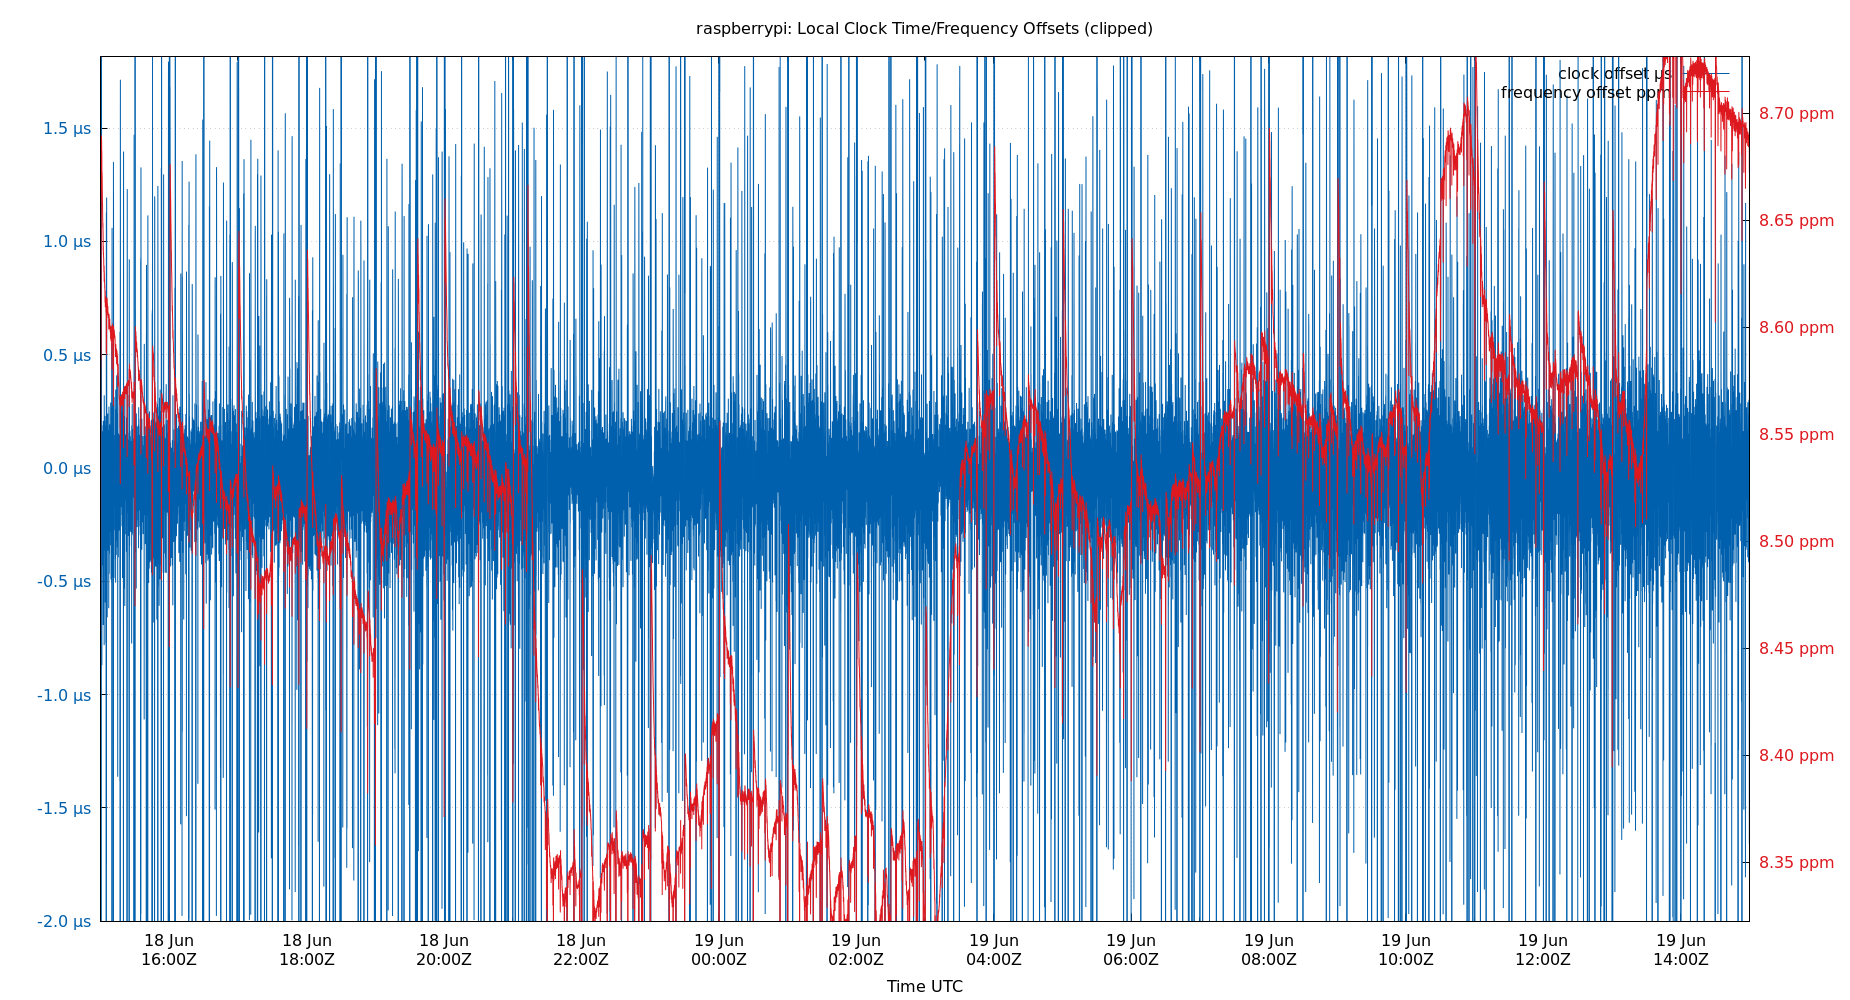 raspberrypi: Local Clock Time/Frequency Offsets (clipped)
clock offset µs
frequency offset ppm
1.5 µs
1.0 µs
0.5 µs
0.0 µs
-0.5 µs
-1.0 µs
-1.5 µs
-2.0 µs
8.70 ppm
8.65 ppm
8.60 ppm
8.55 ppm
8.50 ppm
8.45 ppm
8.40 ppm
8.35 ppm
18 Jun 18 Jun 18 Jun 18 Jun 19 Jun 19 Jun 19 Jun 19 Jun 19 Jun 19 Jun 19 Jun 19 Jun
16:00Z 18:00Z 20:00Z 22:00Z 00:00Z 02:00Z 04:00Z 06:00Z 08:00Z 10:00Z 12:00Z 14:00Z
Time UTC